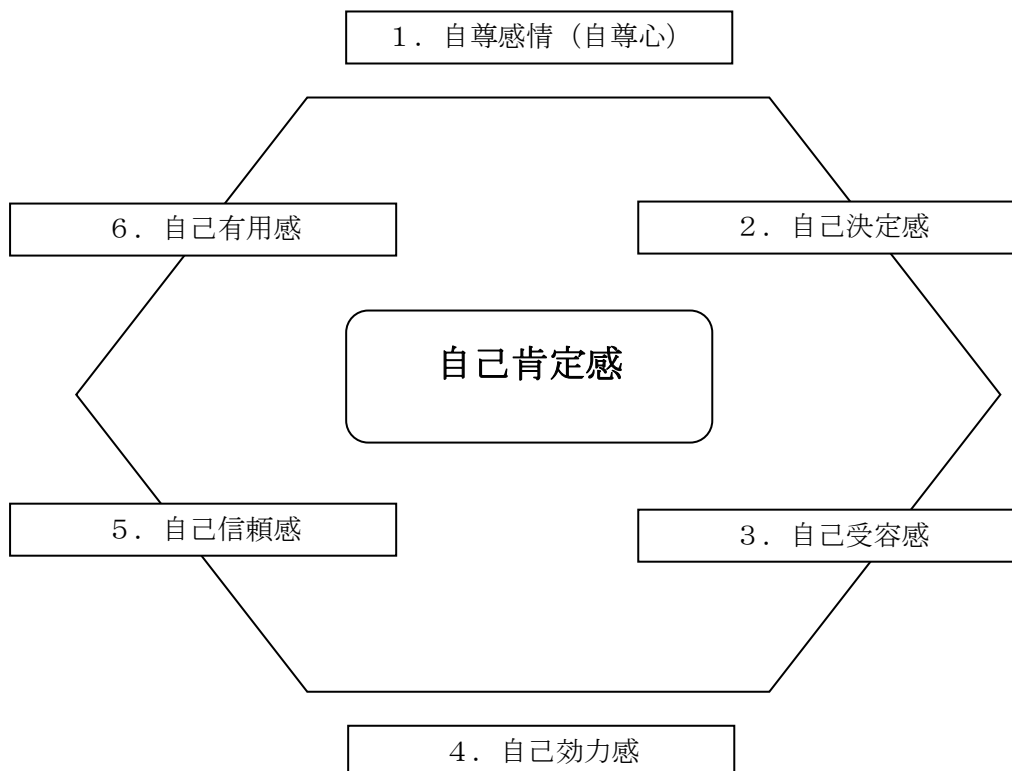 １．自尊感情（自尊心）
６．自己有用感
２．自己決定感
自己肯定感
５．自己信頼感
３．自己受容感
４．自己効力感